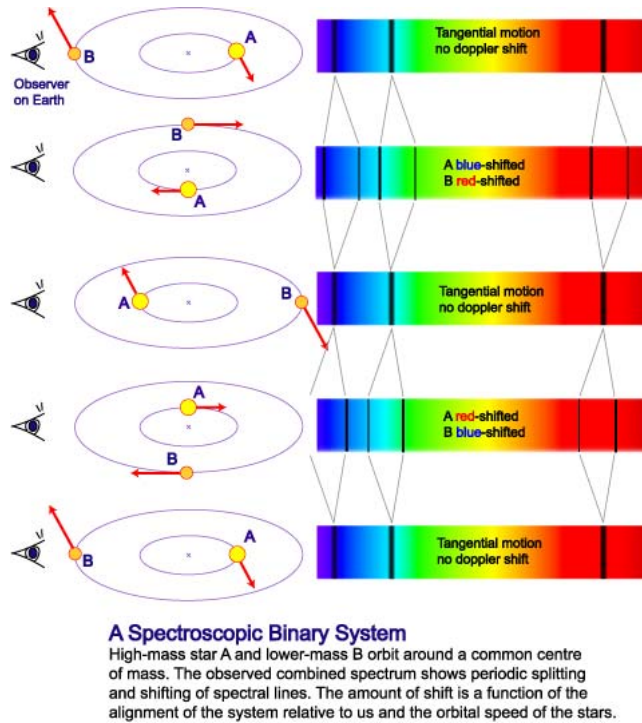 A
B
Tangential motion
no doppler shift
Observer
on Earth
B
A
A blue-shifted
B red-shifted
A
B
Tangential motion
no doppler shift
A
B
A red-shifted
B blue-shifted
A
B
Tangential motion
no doppler shift
A Spectroscopic Binary System
High-mass star A and lower-mass B orbit around a common centre
of mass. The observed combined spectrum shows periodic splitting
and shifting of spectral lines. The amount of shift is a function of the
alignment of the system relative to us and the orbital speed of the stars.